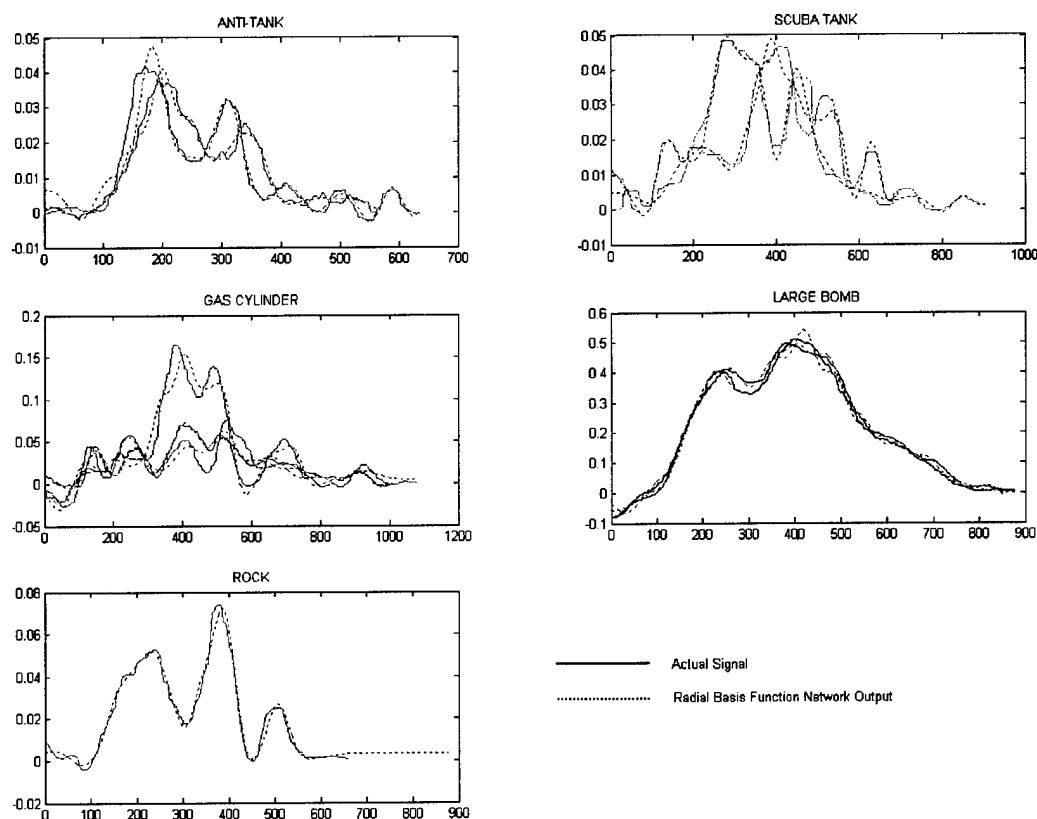 ANTI-TANK
0.05
0.04
0.03
0.02
0.01
0
-0.01
0 100 200 300 400 500 600 700
SCUBA TANK
0.05
0.04
0.03
0.02
0.01
0
-0.01
0 200 400 600 800 1000
GAS CYLINDER
0.2
0.15
0.1
0.05
0
-0.05
0 200 400 600 800 1000 1200
LARGE BOMB
0.6
0.5
0.4
0.3
0.2
0.1
0
-0.1
0 100 200 300 400 500 600 700 800 900
ROCK
0.08
0.06
0.04
0.02
0
-0.02
0 100 200 300 400 500 600 700 800 900
Actual Signal
Radial Basis Function Network Output